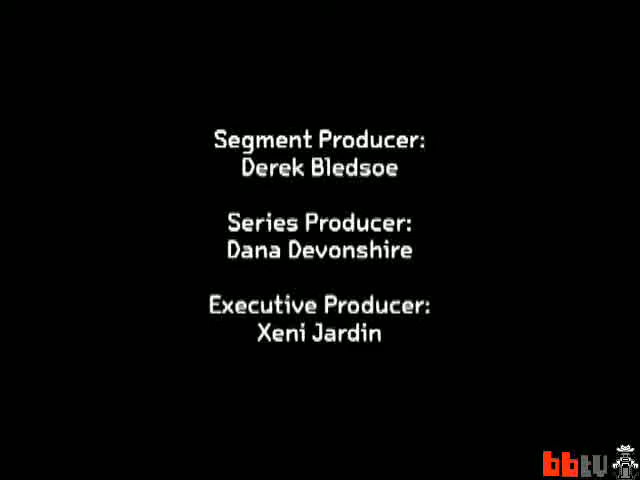 Segment Producer:
Derek Bledsoe
Series Producer:
Dana Devonshire
Executive Producer:
Xeni Jardin
bbtv